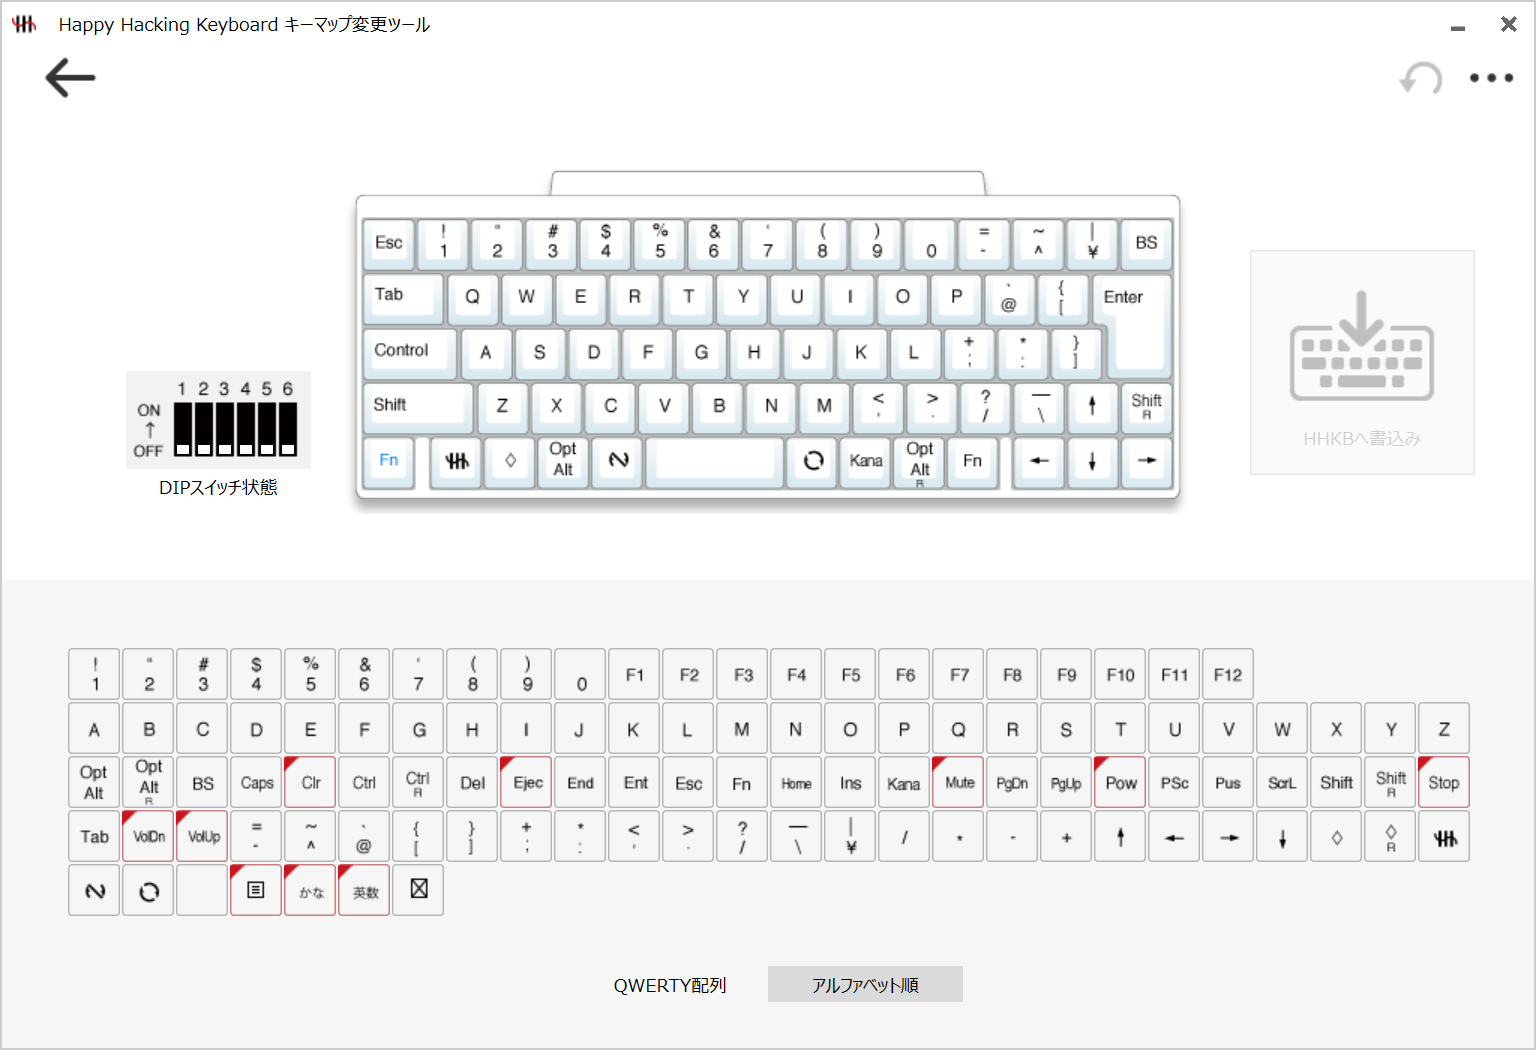 Happy Hacking Keyboard キーマップ変更ツール
Esc ! 1 “ 2 # 3 $ 4 % 5 & 6 ‘ 7 ( 8 ) 9 0 = - ~ ^ | ¥ BS
Tab Q W E R T Y U I O P ` @ { [ Enter
Control A S D F G H J K L + ; * : } ]
Shift Z X C V B N M < , > . ? / — \ ↑ Shift R
Fn ◇ Opt Alt Kana Opt Alt R Fn ← ↓ →
1 2 3 4 5 6
ON
↑
OFF
DIPスイッチ状態
HHKBへ書込み
! 1 “ 2 # 3 $ 4 % 5 & 6 ‘ 7 ( 8 ) 9 0 F1 F2 F3 F4 F5 F6 F7 F8 F9 F10 F11 F12
A B C D E F G H I J K L M N O P Q R S T U V W X Y Z
Opt Alt Opt Alt R BS Caps Clr Ctrl Ctrl R Del Ejec End Ent Esc Fn Home Ins Kana Mute PgDn PgUp Pow PSc Pus ScrL Shift Shift R Stop
Tab VolDn VolUp = - ~ ^ ` @ { [ } ] + ; * : < , > . ? / — \ | ¥ / * - + ↑ ← → ↓ ◇ ◇ R
かな 英数
QWERTY配列 アルファベット順